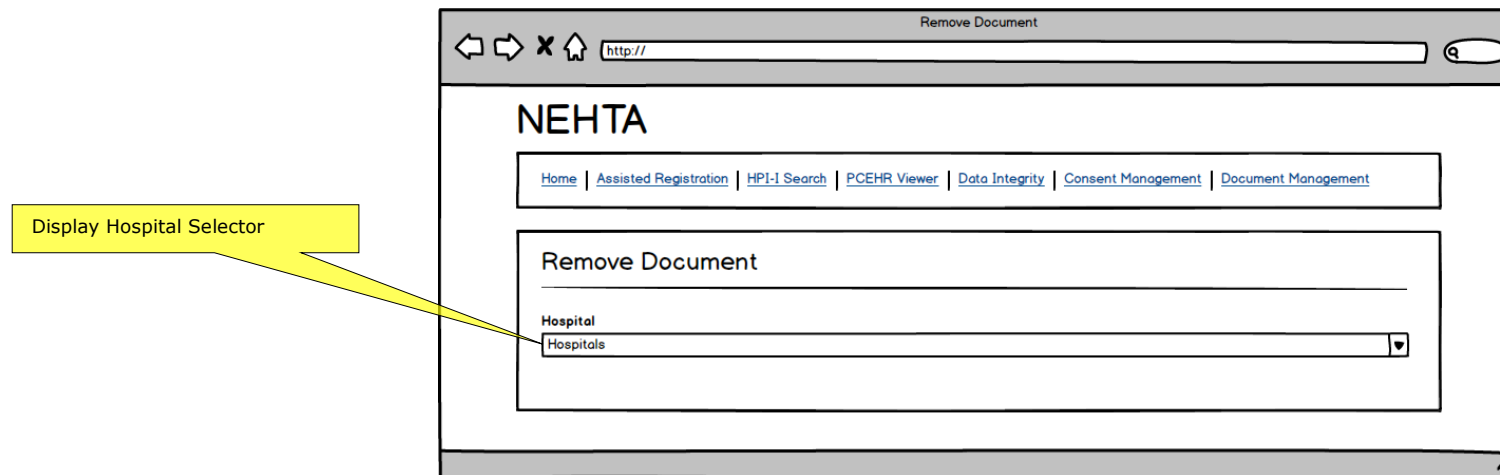 Remove Document
http://
NEHTA
Home | Assisted Registration | HPI-I Search | PCEHR Viewer | Data Integrity | Consent Management | Document Management
Display Hospital Selector
Remove Document
Hospital
Hospitals